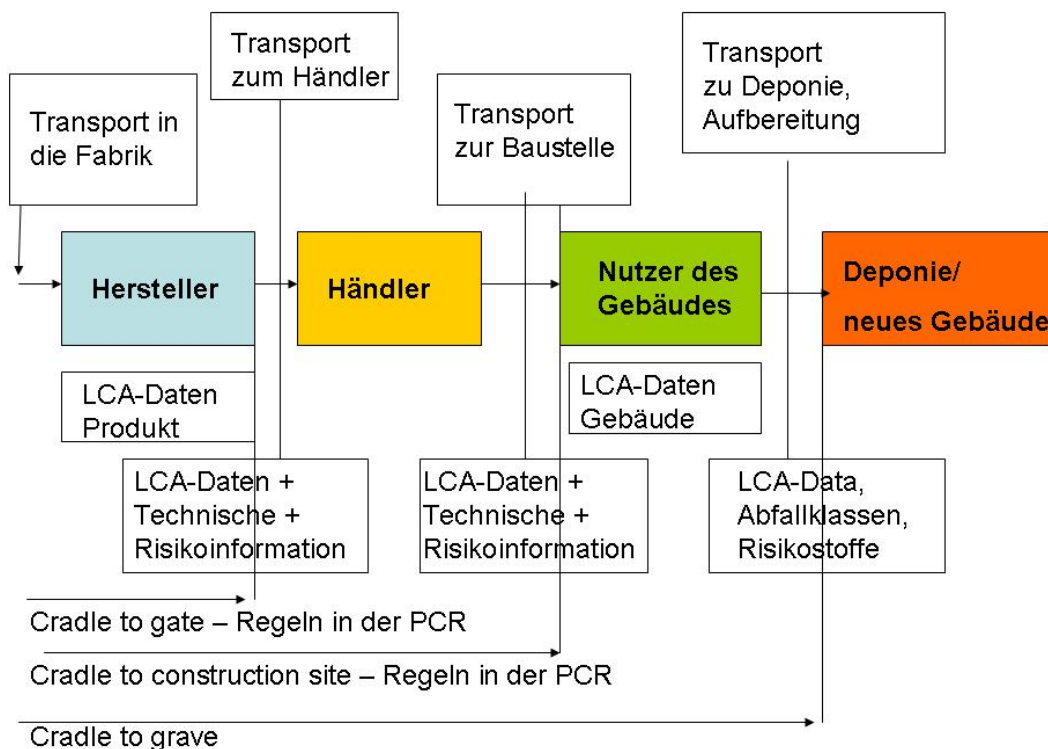 Transport
zum Händler
Transport
zu Deponie,
Aufbereitung
Transport in
die Fabrik
Transport
zur Baustelle
Hersteller
Händler
Nutzer des
Gebäudes
Deponie/
neues Gebäude
LCA-Daten
Produkt
LCA-Daten
Gebäude
LCA-Daten +
Technische +
Risikoinformation
LCA-Daten +
Technische +
Risikoinformation
LCA-Data,
Abfallklassen,
Risikostoffe
Cradle to gate – Regeln in der PCR
Cradle to construction site – Regeln in der PCR
Cradle to grave